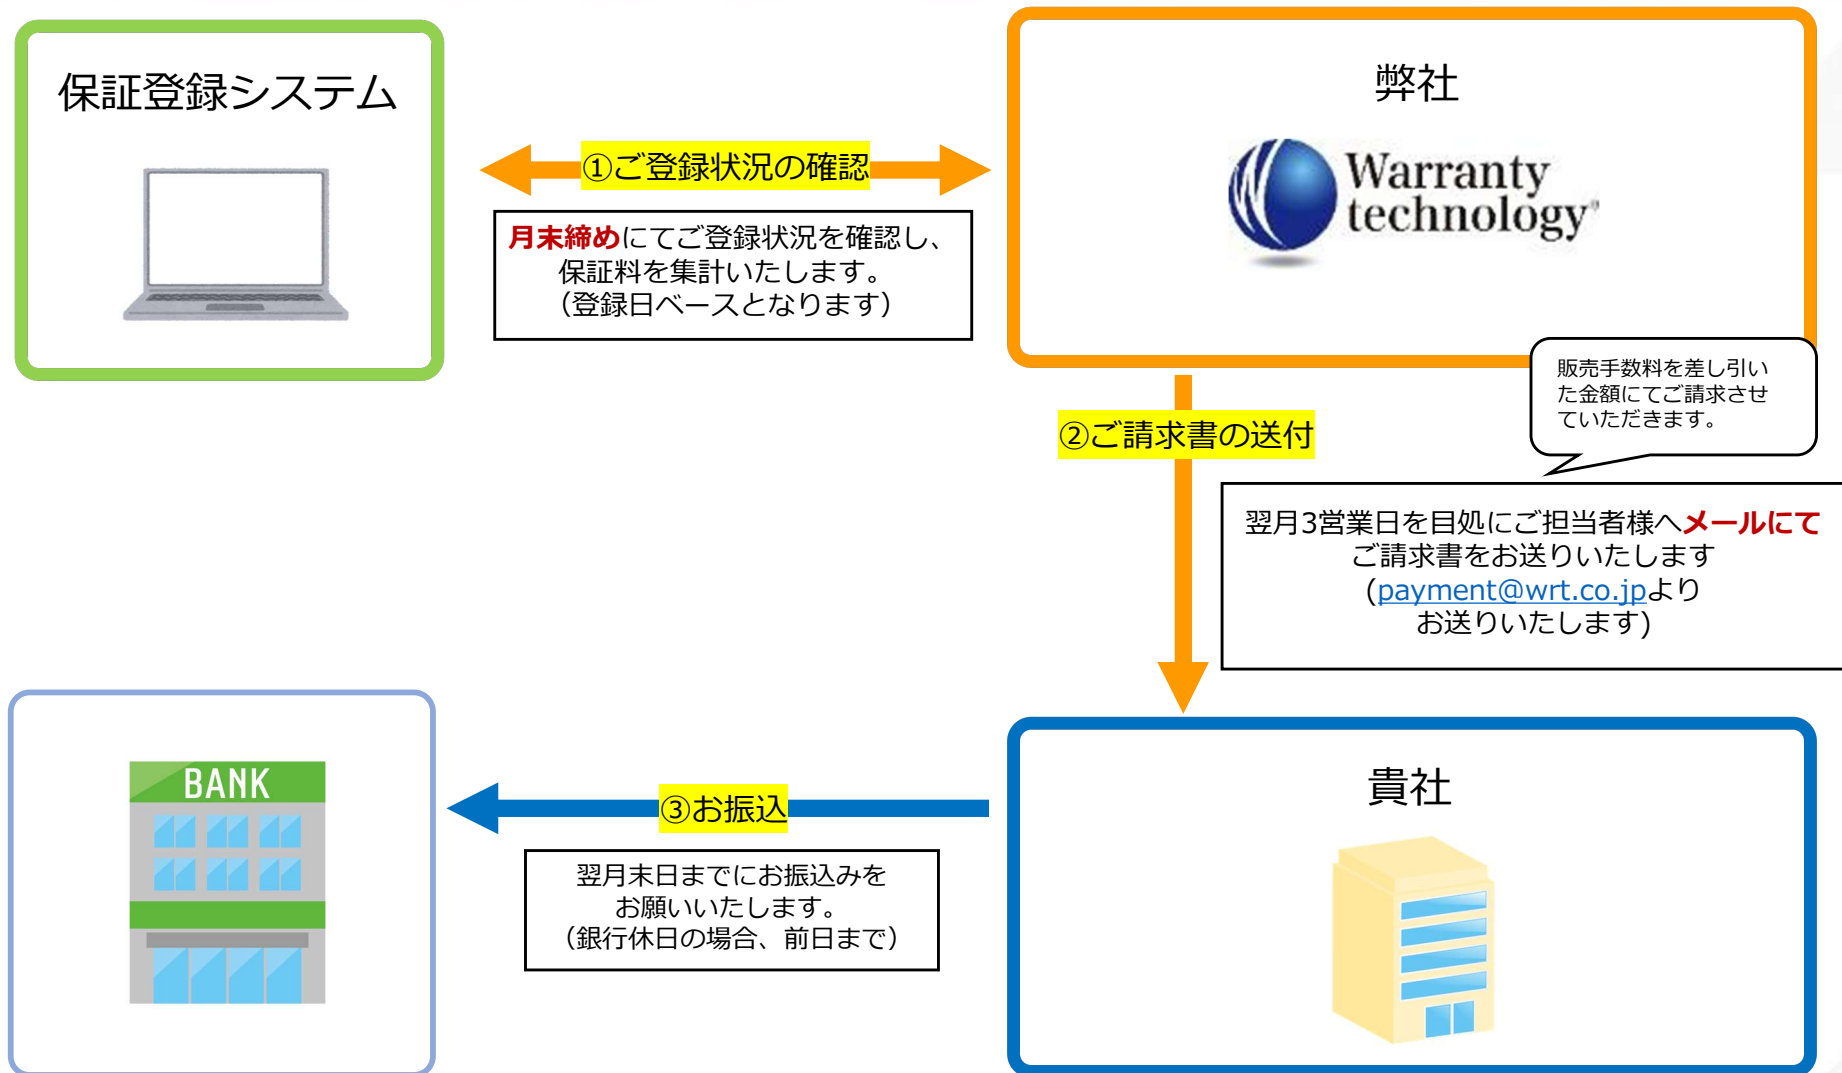 保証登録システム
①ご登録状況の確認
月末締めにてご登録状況を確認し、
保証料を集計いたします。
（登録日ベースとなります）
弊社
Warranty
technology®
販売手数料を差し引い
た金額にてご請求させ
ていただきます。
②ご請求書の送付
翌月3営業日を目処にご担当者様へメールにて
ご請求書をお送りいたします
(payment@wrt.co.jpより
お送りいたします)
BANK
③お振込
翌月末日までにお振込みを
お願いいたします。
（銀行休日の場合、前日まで）
貴社